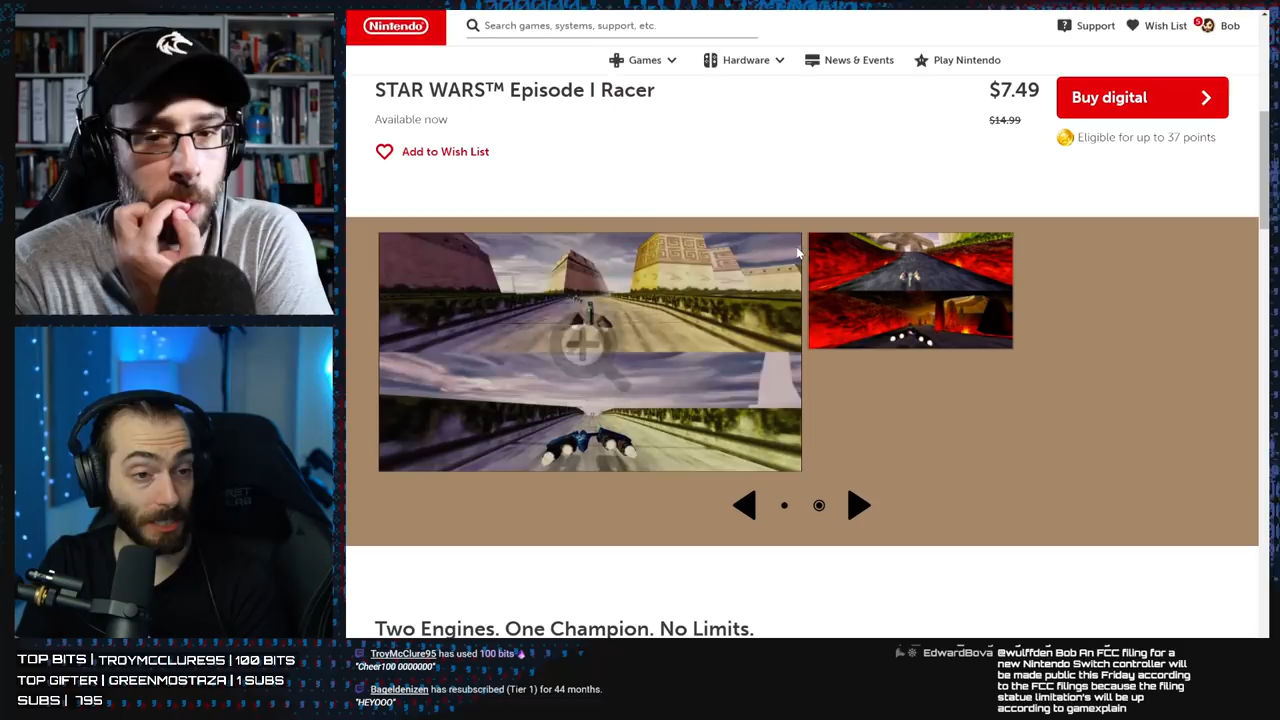 Nintendo
Search games, systems, support, etc.
Support
Wish List
5
Bob
Games
Hardware
News & Events
Play Nintendo
STAR WARS™ Episode I Racer
$7.49
Buy digital
Available now
$14.99
Eligible for up to 37 points
Add to Wish List
Two Engines. One Champion. No Limits.
TOP BITS | TROYMCCLURE95 | 100 BITS
TOP GIFTER | GREENMOSTAZA | 1 SUBS
SUBS | 795
TroyMcClure95 has used 100 bits
"Cheer100 0000000"
Bageldenizen has resubscribed (Tier 1) for 44 months.
"HEYOOO"
EdwardBova
@wulffden Bob An FCC filing for a
new Nintendo Switch controller will
be made public this Friday according
to the FCC filings because the filing
statue limitation's will be up
according to gamexplain